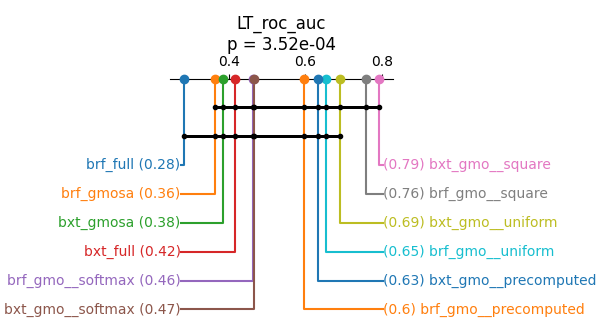 LT_roc_auc
p = 3.52e-04
0.4 0.6 0.8
brf_full (0.28) (0.79) bxt_gmo__square
brf_gmosa (0.36) (0.76) brf_gmo__square
bxt_gmosa (0.38) (0.69) bxt_gmo__uniform
bxt_full (0.42) (0.65) brf_gmo__uniform
brf_gmo__softmax (0.46) (0.63) bxt_gmo__precomputed
bxt_gmo__softmax (0.47) (0.6) brf_gmo__precomputed